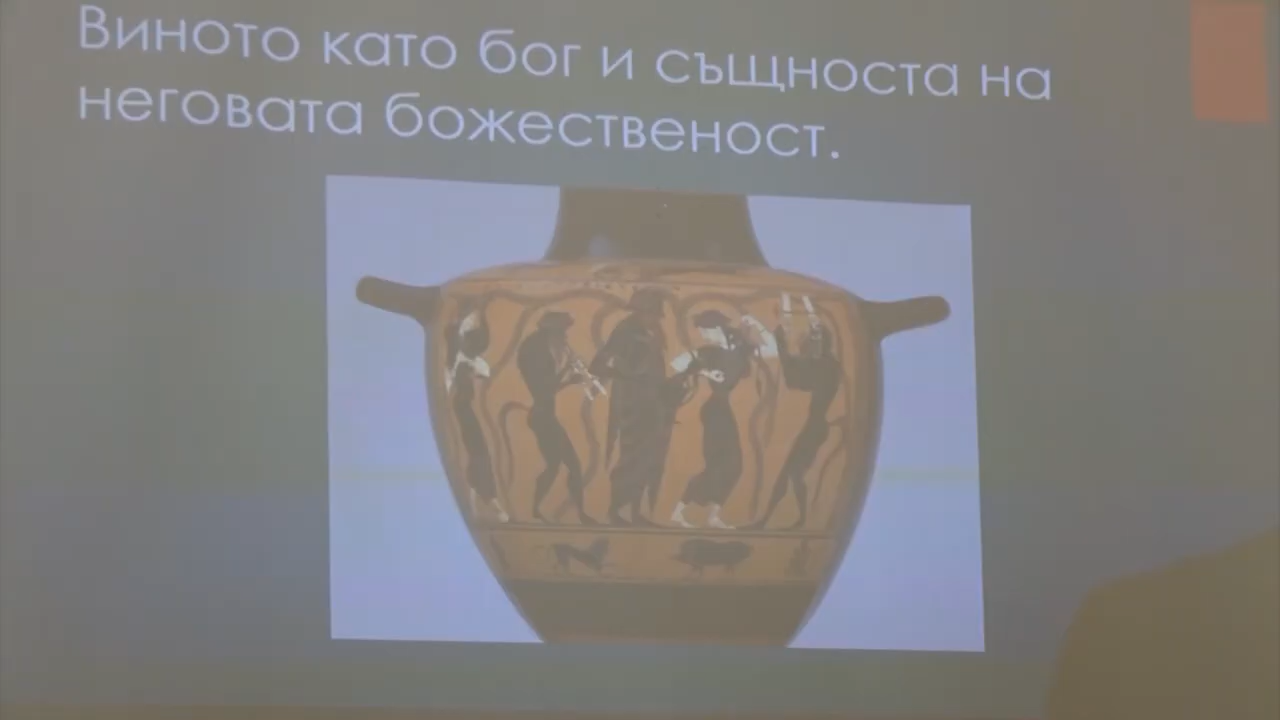 Виното като бог и същноста на
неговата божественост.